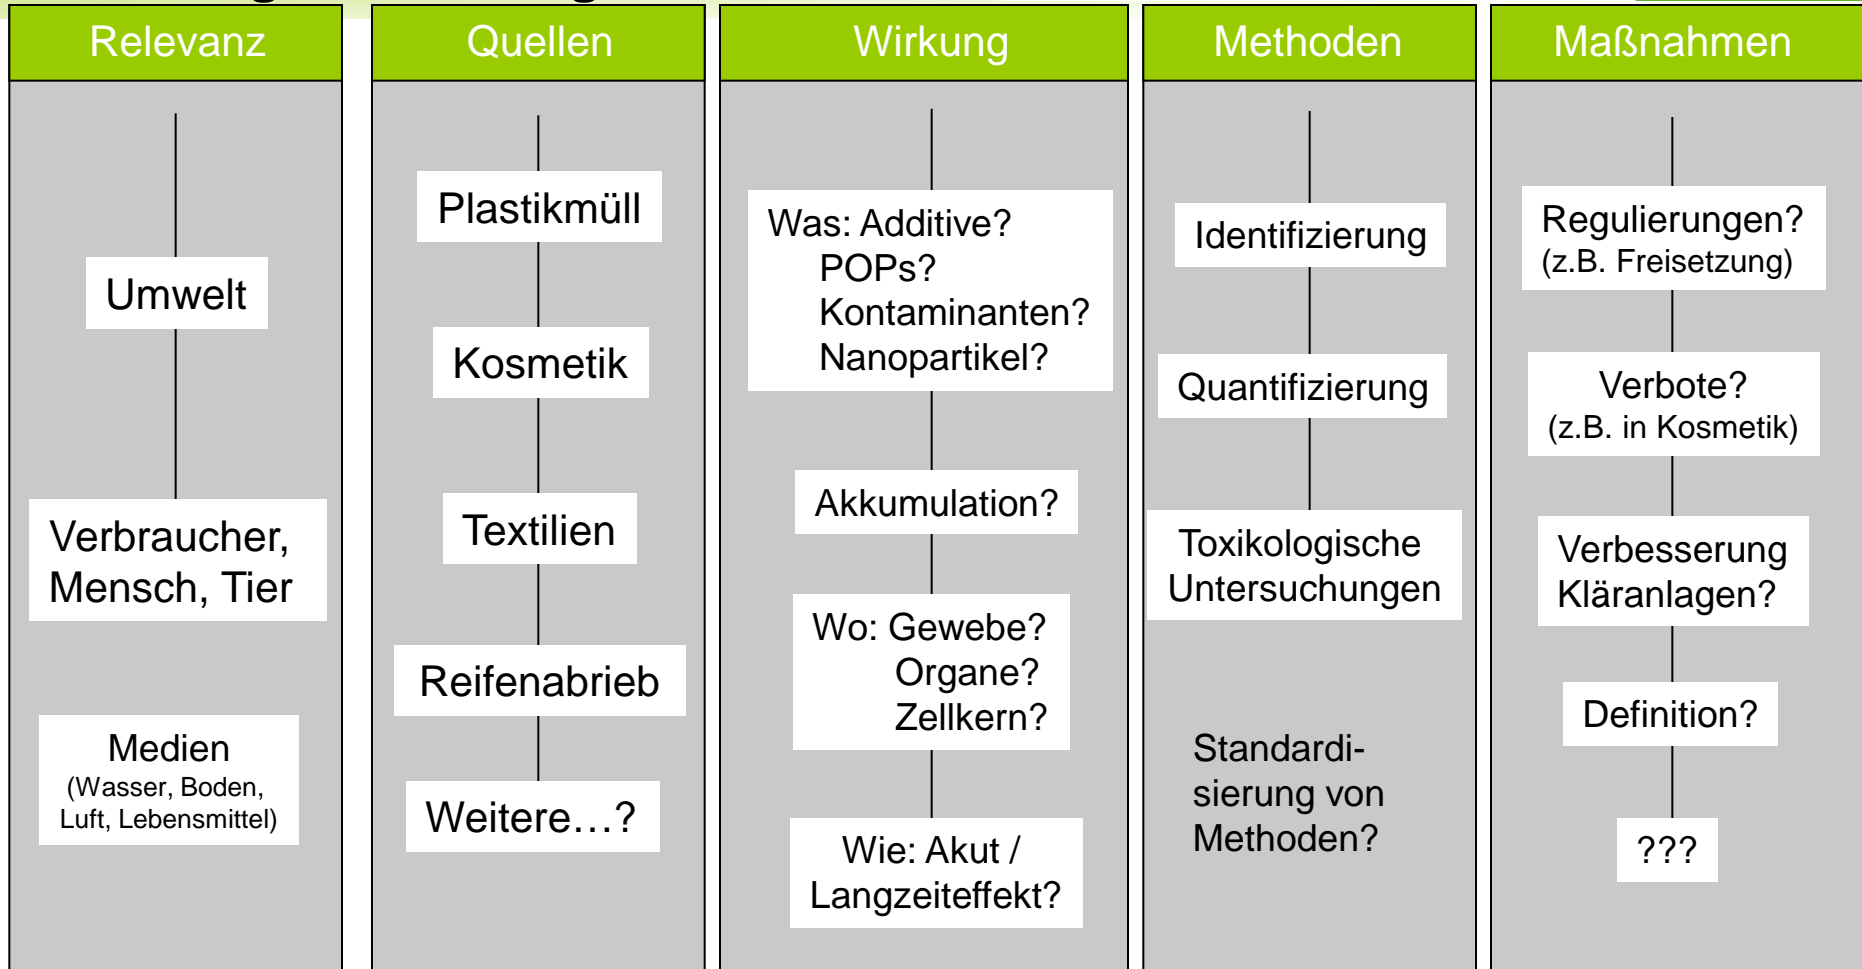 Relevanz
Umwelt
Verbraucher,
Mensch, Tier
Medien
(Wasser, Boden,
Luft, Lebensmittel)
Quellen
Plastikmüll
Kosmetik
Textilien
Reifenabrieb
Weitere…?
Wirkung
Was: Additive?
POPs?
Kontaminanten?
Nanopartikel?
Akkumulation?
Wo: Gewebe?
Organe?
Zellkern?
Wie: Akut /
Langzeiteffekt?
Methoden
Identifizierung
Quantifizierung
Toxikologische
Untersuchungen
Standardi-
sierung von
Methoden?
Maßnahmen
Regulierungen?
(z.B. Freisetzung)
Verbote?
(z.B. in Kosmetik)
Verbesserung
Kläranlagen?
Definition?
???